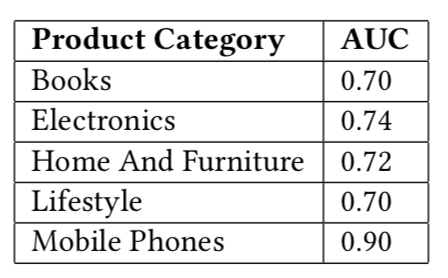 Product Category AUC
Books 0.70
Electronics 0.74
Home And Furniture 0.72
Lifestyle 0.70
Mobile Phones 0.90